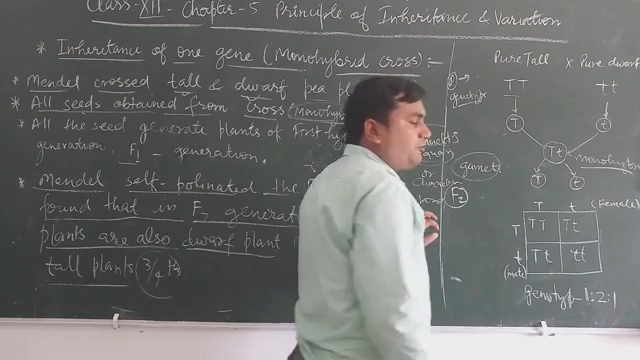 Class-XII - Chapter-5 Principle of Inheritance & Variation
* Inheritance of one gene (Monohybrid cross) :-
* Mendel crossed tall & dwarf pea
* All seeds obtained from cross
* All the seed generate plants of First
generation. F1 - generation.
* Mendel self-polinated the
found that in F2 generat
plants are also dwarf plant
tall plants (3/4
Pure Tall x Pure dwarf
(P) →
genotype
TT tt
T t
Tt monohybrid
gamete
T t
F2
T t (Female)
T TT Tt
t Tt tt
(male)
genotyp - 1:2:1